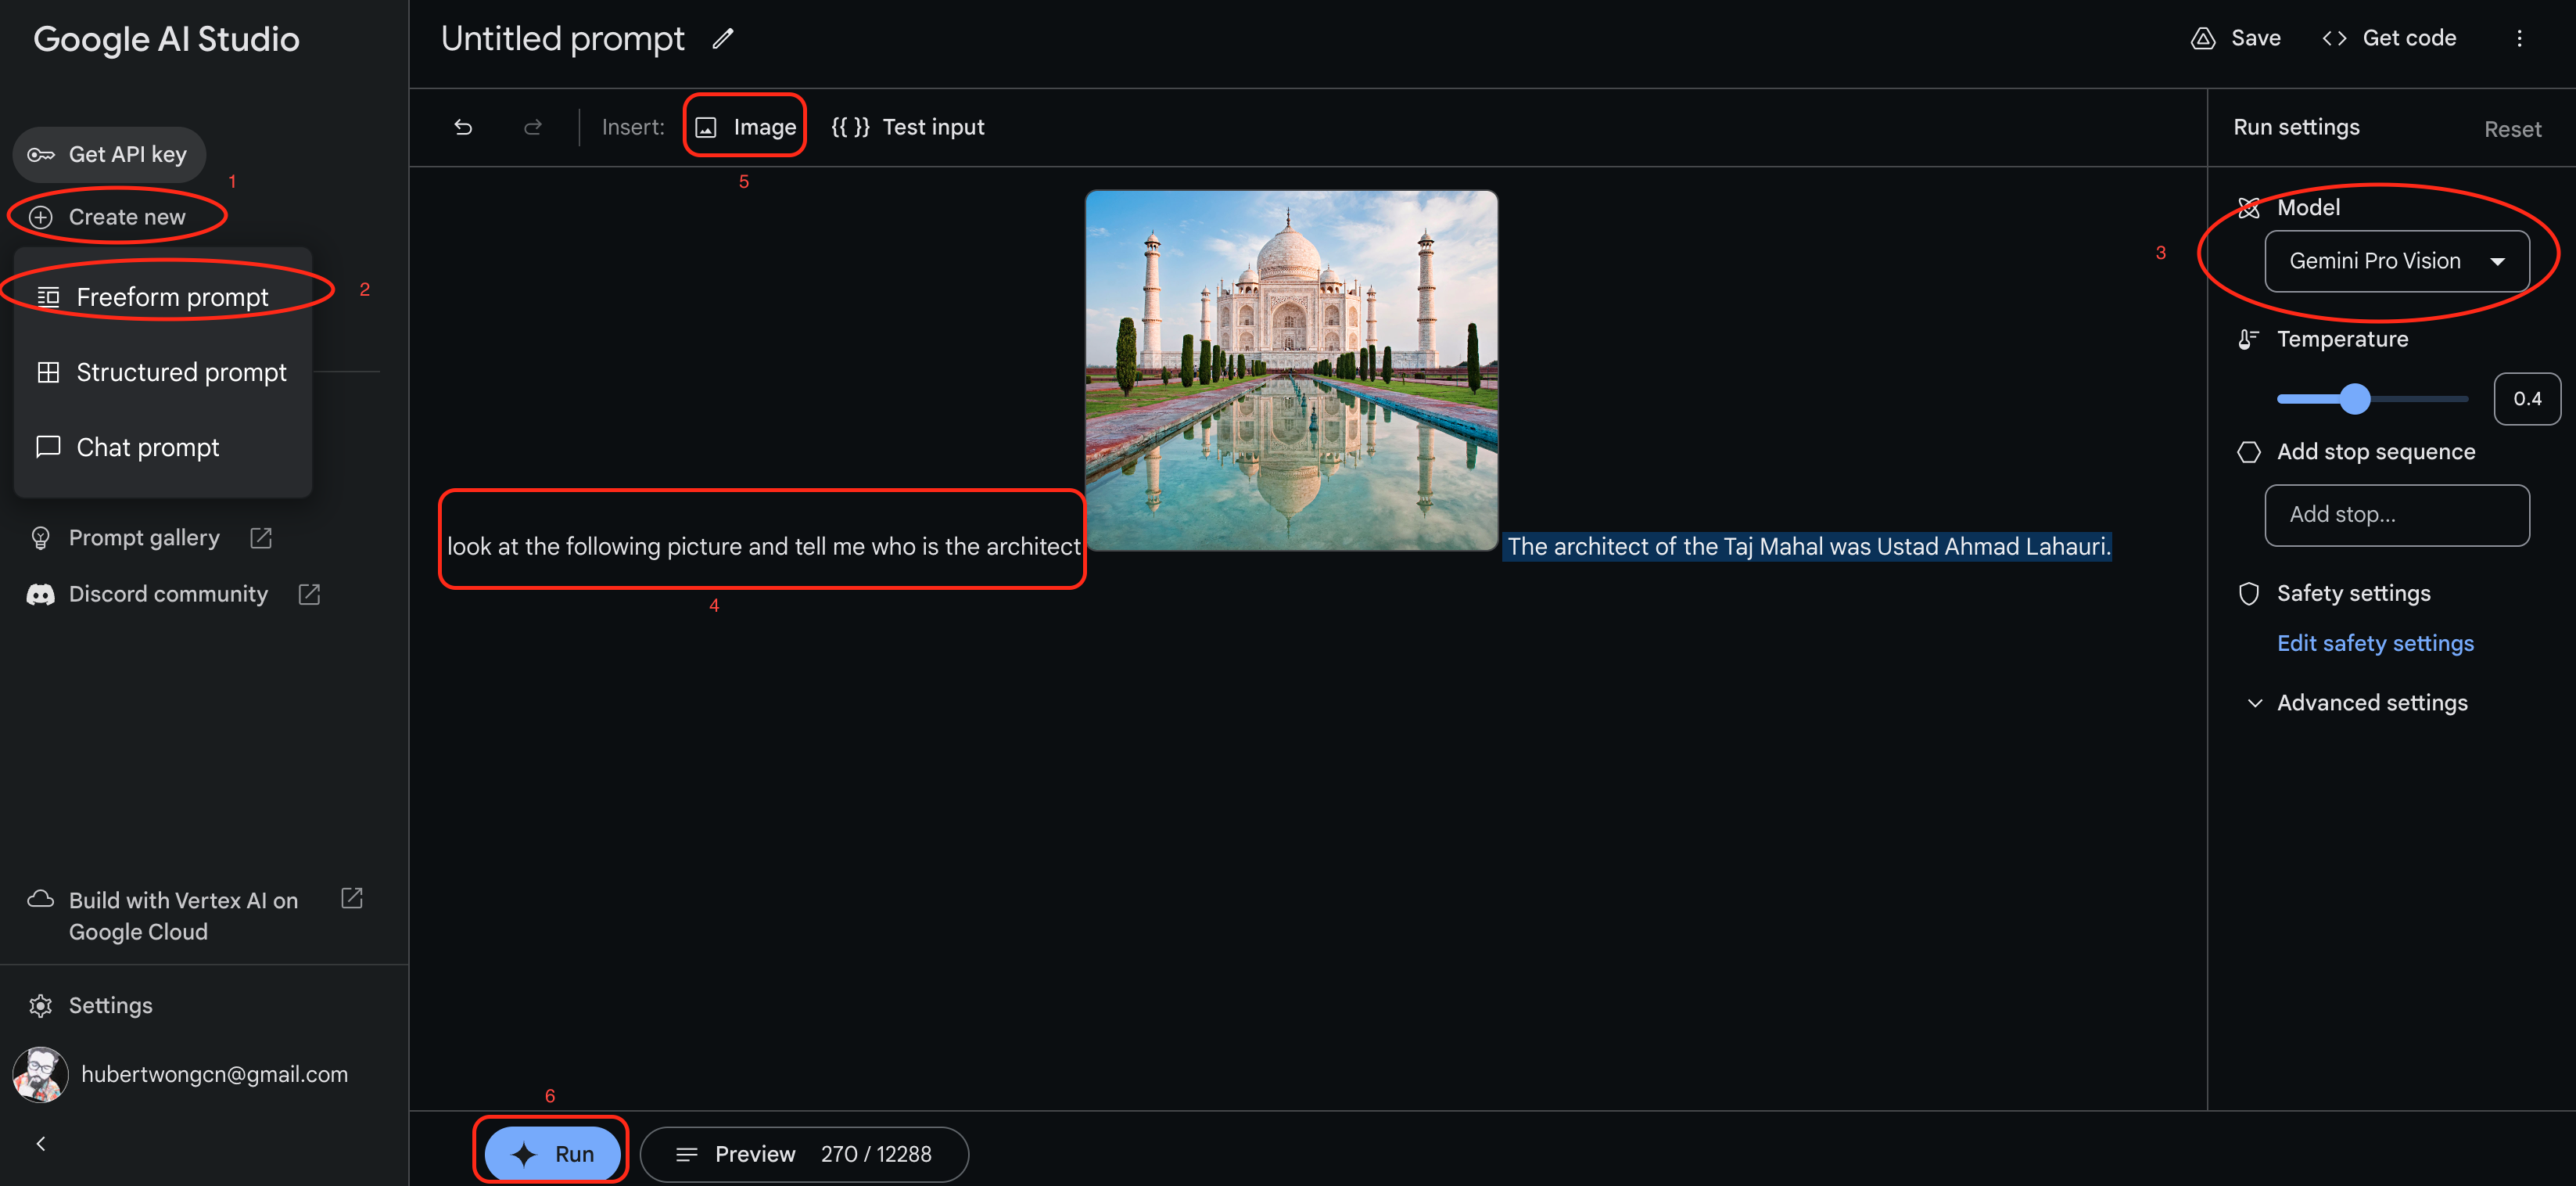 Google AI Studio
Get API key
1
Create new
Freeform prompt
2
Structured prompt
Chat prompt
Prompt gallery
Discord community
Build with Vertex AI on
Google Cloud
Settings
hubertwongcn@gmail.com
Untitled prompt
Save
Get code
Insert:
Image
{{ }} Test input
5
look at the following picture and tell me who is the architect
The architect of the Taj Mahal was Ustad Ahmad Lahauri.
4
6
Run
Preview 270 / 12288
Run settings
Reset
3
Model
Gemini Pro Vision
Temperature
0.4
Add stop sequence
Add stop...
Safety settings
Edit safety settings
Advanced settings